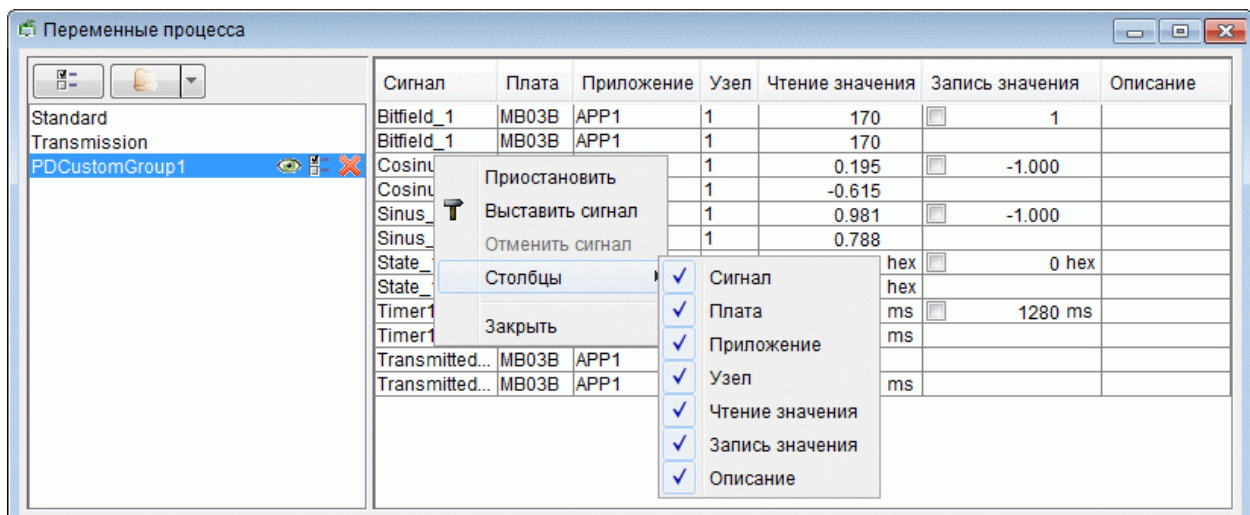 Переменные процесса
Сигнал Плата Приложение Узел Чтение значения Запись значения Описание
Standard
Transmission
PDCustomGroup1
Bitfield_1 MB03B APP1 1 170 1
Bitfield_1 MB03B APP1 1 170
1 0.195 -1.000
1 -0.615
Sinus_ 1 0.981 -1.000
Sinus_ 1 0.788
State_ hex 0 hex
State_ hex
Timer1 ms 1280 ms
Timer1 ms
Transmitted... MB03B APP1
Transmitted... MB03B APP1 ms
Приостановить
Выставить сигнал
Отменить сигнал
Столбцы
Закрыть
Сигнал
Плата
Приложение
Узел
Чтение значения
Запись значения
Описание